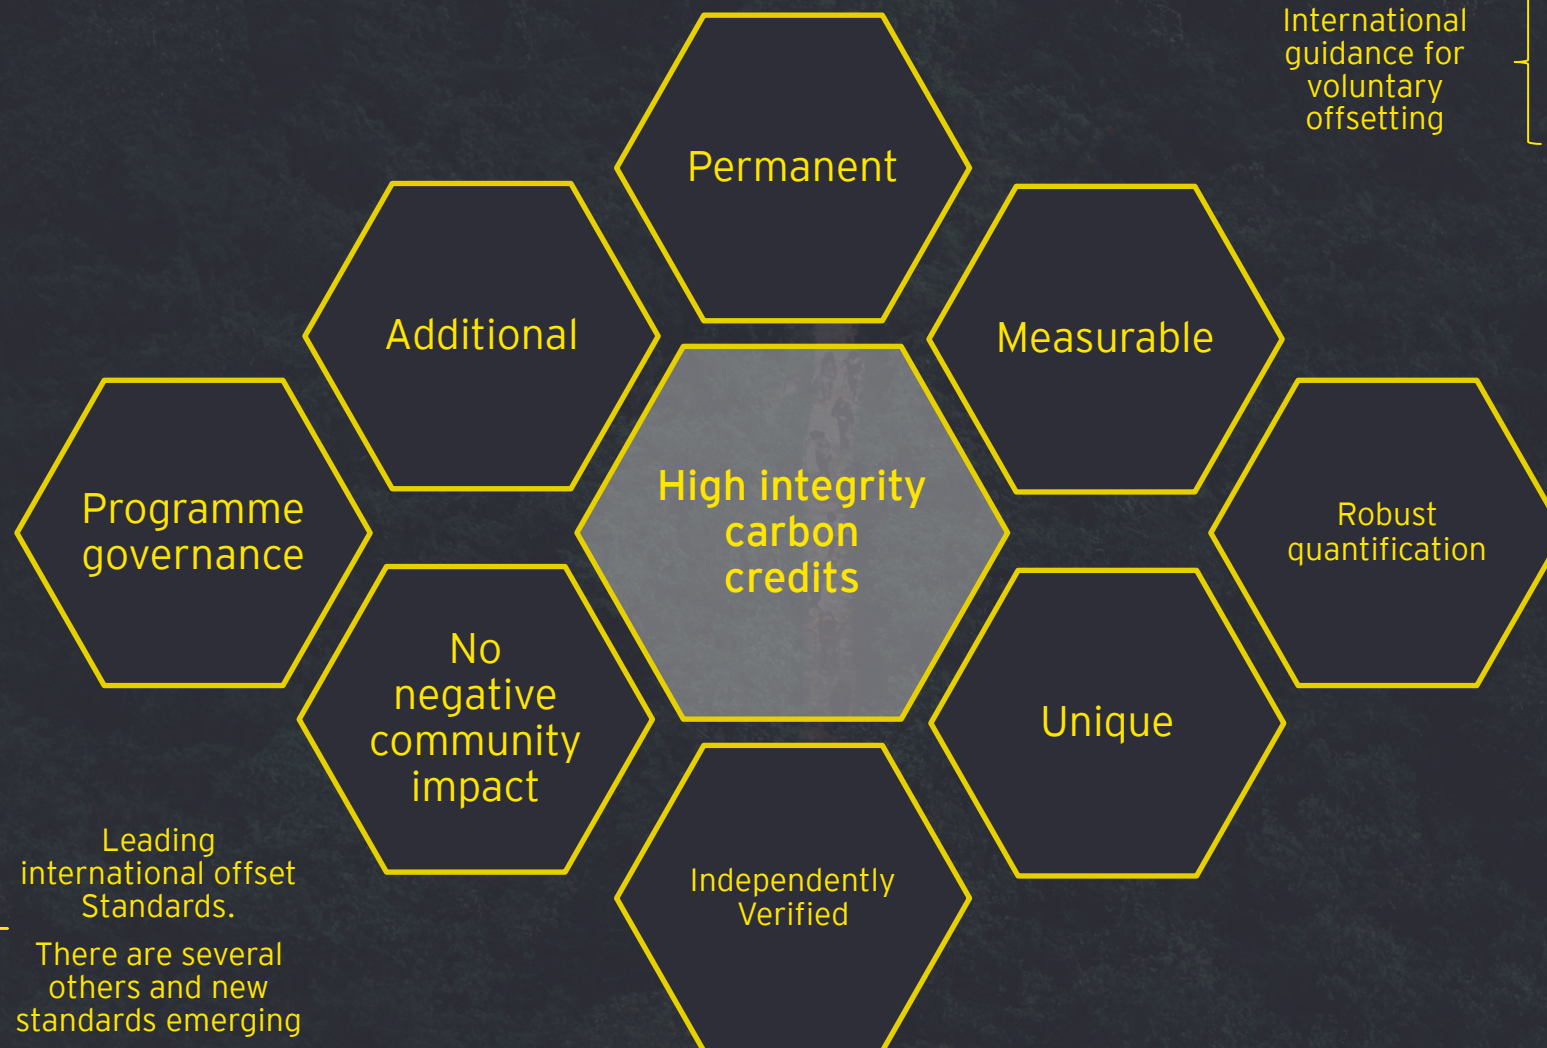 International
guidance for
voluntary
offsetting
Permanent
Additional
Measurable
Programme
governance
High integrity
carbon
credits
Robust
quantification
No
negative
community
impact
Unique
Independently
Verified
Leading
international offset
Standards.
There are several
others and new
standards emerging